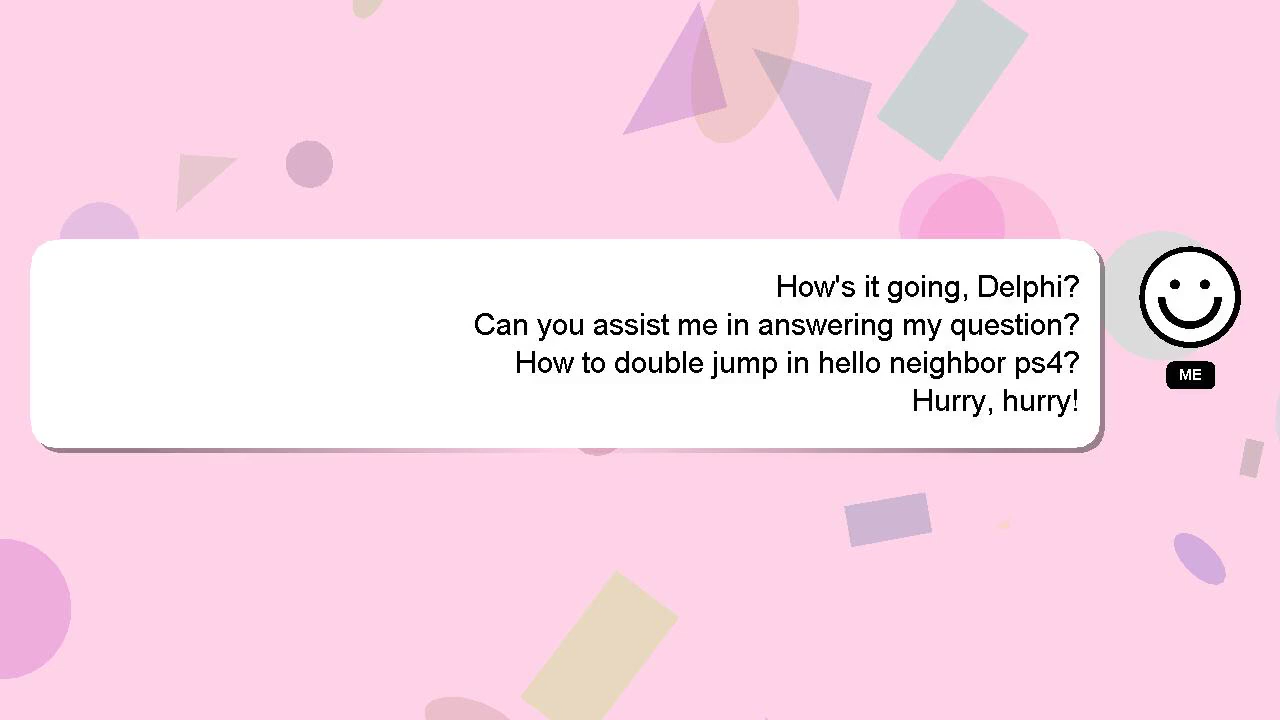 How's it going, Delphi?
Can you assist me in answering my question?
How to double jump in hello neighbor ps4?
Hurry, hurry!
ME